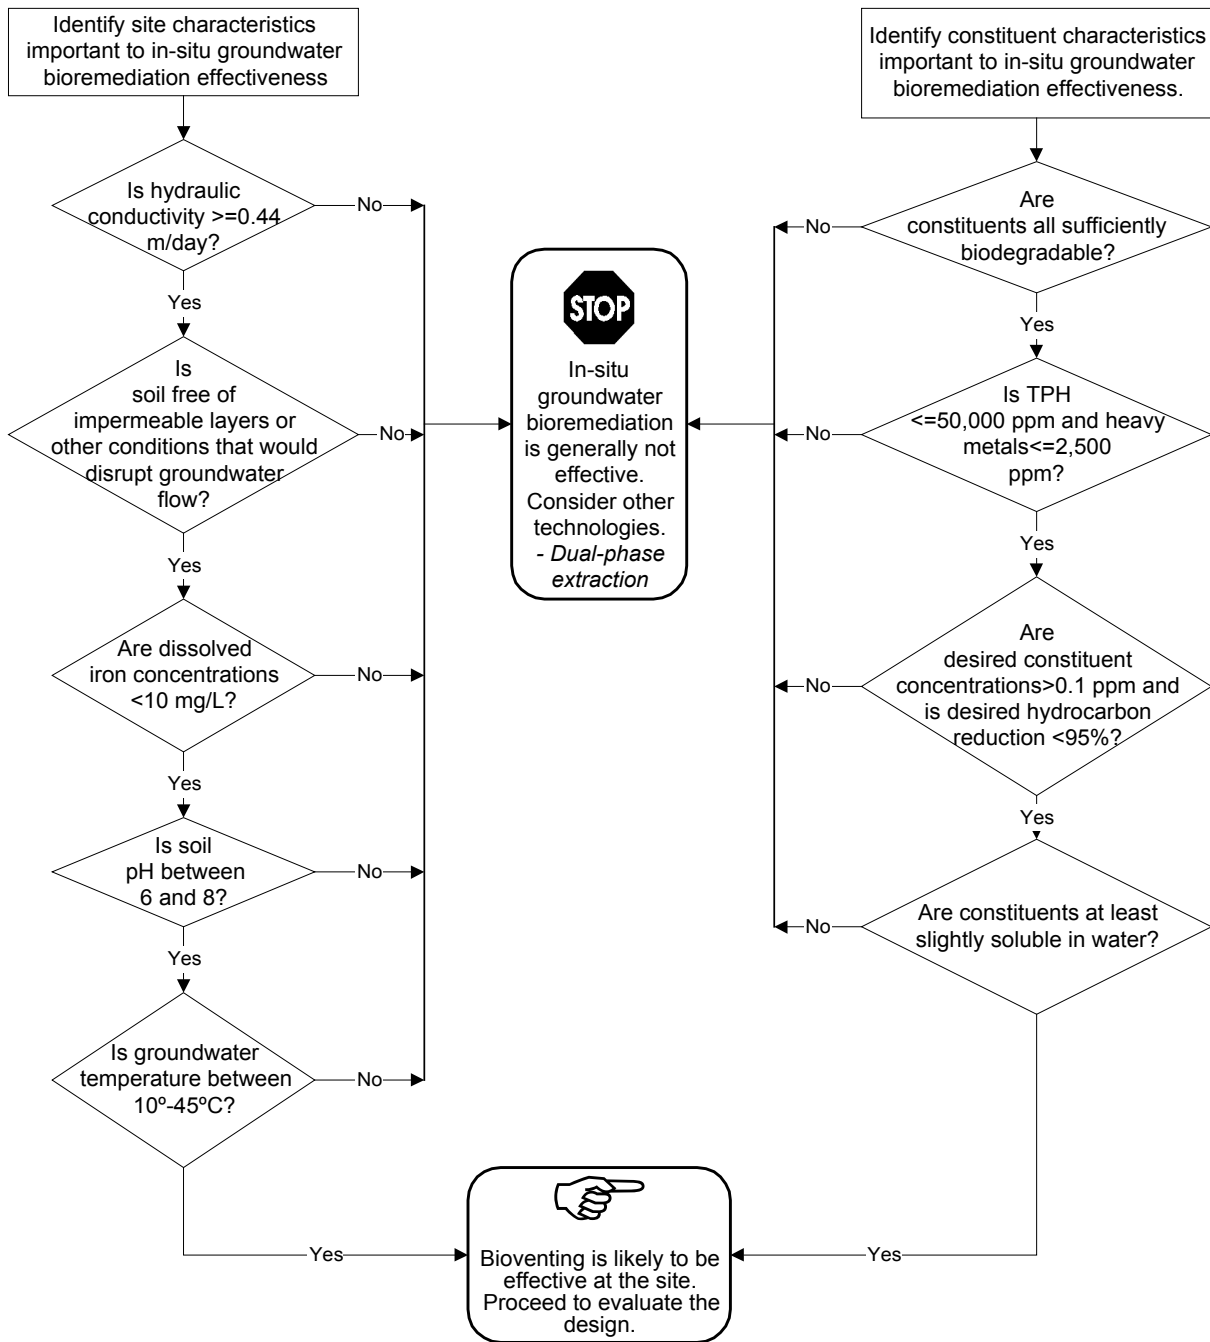 Identify site characteristics
important to in-situ groundwater
bioremediation effectiveness
Is hydraulic
conductivity >=0.44
m/day?
No
Yes
Is
soil free of
impermeable layers or
other conditions that would
disrupt groundwater
flow?
No
Yes
Are dissolved
iron concentrations
<10 mg/L?
No
Yes
Is soil
pH between
6 and 8?
No
Yes
Is groundwater
temperature between
10º-45ºC?
No
Yes
STOP
In-situ
groundwater
bioremediation
is generally not
effective.
Consider other
technologies.
- Dual-phase
extraction
Identify constituent characteristics
important to in-situ groundwater
bioremediation effectiveness.
Are
constituents all sufficiently
biodegradable?
No
Yes
Is TPH
<=50,000 ppm and heavy
metals<=2,500
ppm?
No
Yes
Are
desired constituent
concentrations>0.1 ppm and
is desired hydrocarbon
reduction <95%?
No
Yes
Are constituents at least
slightly soluble in water?
No
Yes
Bioventing is likely to be
effective at the site.
Proceed to evaluate the
design.